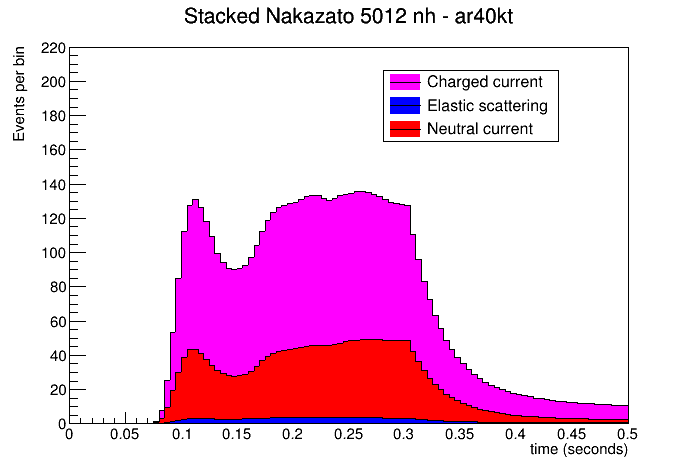 Stacked Nakazato 5012 nh - ar40kt
Events per bin
220
200
180
160
140
120
100
80
60
40
20
0
Charged current
Elastic scattering
Neutral current
0 0.05 0.1 0.15 0.2 0.25 0.3 0.35 0.4 0.45 0.5
time (seconds)